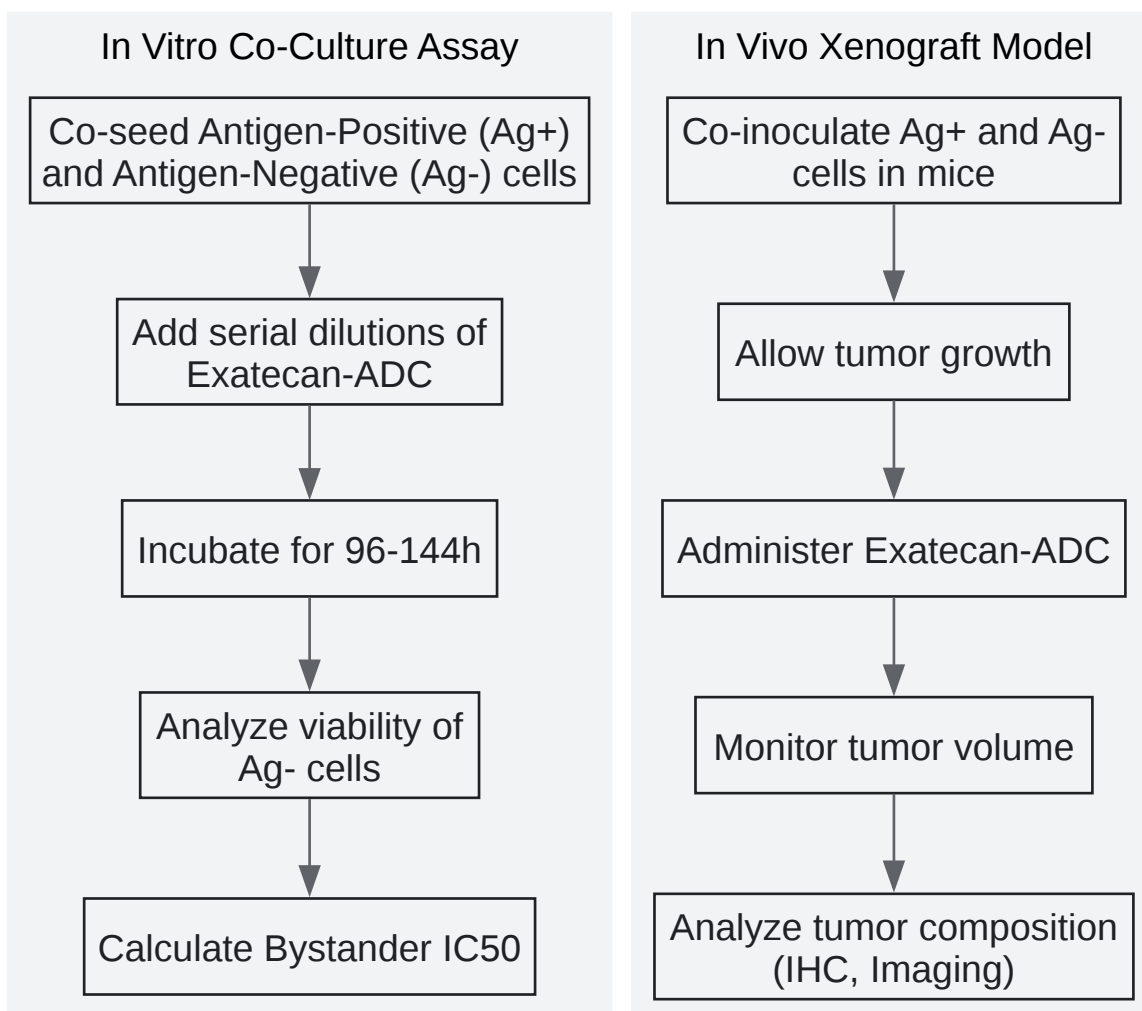 In Vitro Co-Culture Assay
Co-seed Antigen-Positive (Ag+)
and Antigen-Negative (Ag-) cells
Add serial dilutions of
Exatecan-ADC
Incubate for 96-144h
Analyze viability of
Ag- cells
Calculate Bystander IC50
In Vivo Xenograft Model
Co-inoculate Ag+ and Ag-
cells in mice
Allow tumor growth
Administer Exatecan-ADC
Monitor tumor volume
Analyze tumor composition
(IHC, Imaging)